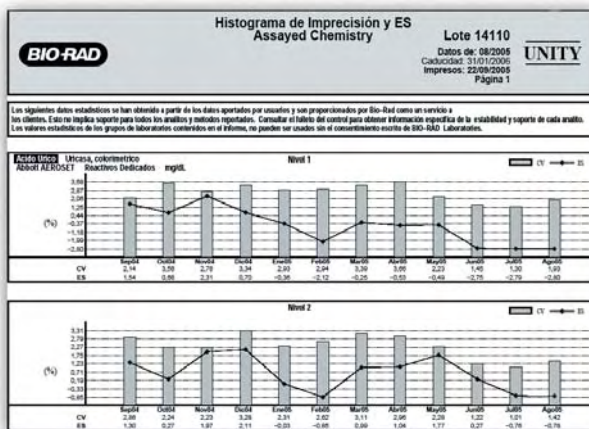 Histograma de Imprecisión y ES
Assayed Chemistry
BIO-RAD
Lote 14110
Datos de: 08/2005
Caducidad: 31/01/2006
Impresos: 22/09/2005
Página 1
UNITY
Los siguientes datos estadísticos se han obtenido a partir de los datos aportados por usuarios y son proporcionados por Bio-Rad como un servicio a
los clientes. Esto no implica soporte para todos los analitos y métodos reportados. Consultar el folleto del control para obtener información específica de la estabilidad y soporte de cada analito.
Los valores estadísticos de los grupos de laboratorios contenidos en el informe, no pueden ser usados sin el consentimiento escrito de BIO-RAD Laboratories.
Acido Urico Uricasa, colorimetrico
Abbott AEROSET Reactivos Dedicados mg/dL
Nivel 1
CV ES
(%)
Sep04 Oct04 Nov04 Dic04 Ene05 Feb05 Mar05 Abr05 May05 Jun05 Jul05 Ago05
CV 2,14 3,58 2,78 3,34 2,93 2,94 3,39 3,66 2,23 1,45 1,30 1,93
ES 1,54 2,31 0,70 -0,36 -2,12 -0,25 -0,53 -0,49 -2,75 -2,79 -2,80
Nivel 2
CV ES
(%)
Sep04 Oct04 Nov04 Dic04 Ene05 Feb05 Mar05 Abr05 May05 Jun05 Jul05 Ago05
CV 2,24 2,23 2,31 2,62 3,11 2,28 1,22 1,01 1,42
ES 1,30 0,27 1,97 2,11 -0,03 0,99 1,04 1,77 0,27 -0,76 -0,78